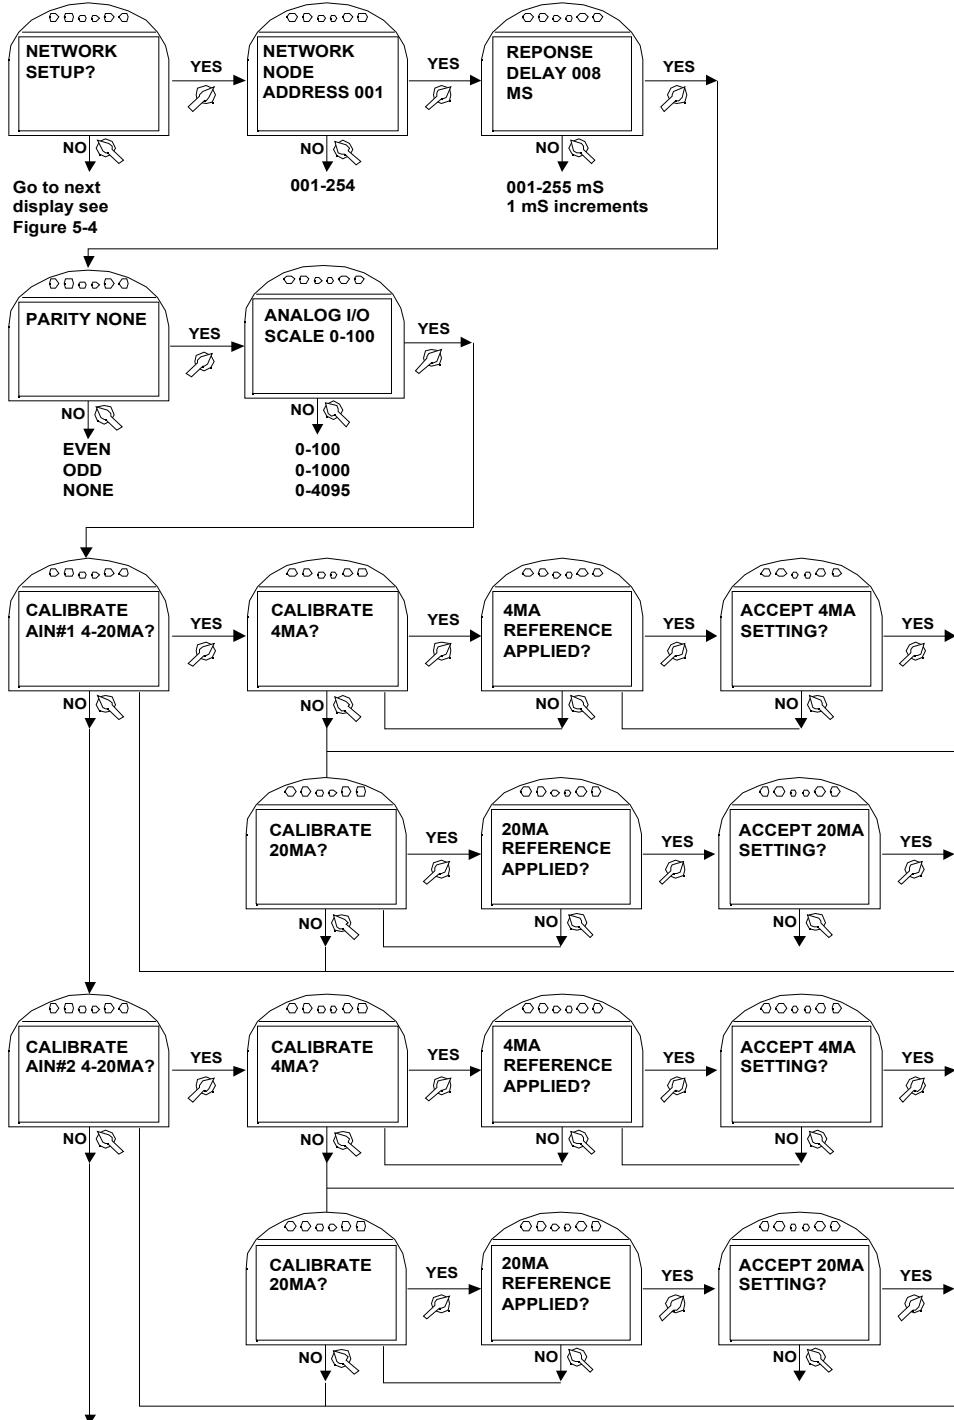 NETWORK
SETUP?
YES
NETWORK
NODE
ADDRESS 001
YES
REPONSE
DELAY 008
MS
YES
NO
NO
NO
Go to next
display see
Figure 5-4
001-254
001-255 mS
1 mS increments
PARITY NONE
YES
ANALOG I/O
SCALE 0-100
YES
NO
NO
EVEN
ODD
NONE
0-100
0-1000
0-4095
CALIBRATE
AIN#1 4-20MA?
YES
CALIBRATE
4MA?
YES
4MA
REFERENCE
APPLIED?
YES
ACCEPT 4MA
SETTING?
YES
NO
NO
NO
NO
CALIBRATE
20MA?
YES
20MA
REFERENCE
APPLIED?
YES
ACCEPT 20MA
SETTING?
YES
NO
NO
NO
CALIBRATE
AIN#2 4-20MA?
YES
CALIBRATE
4MA?
YES
4MA
REFERENCE
APPLIED?
YES
ACCEPT 4MA
SETTING?
YES
NO
NO
NO
NO
CALIBRATE
20MA?
YES
20MA
REFERENCE
APPLIED?
YES
ACCEPT 20MA
SETTING?
YES
NO
NO
NO